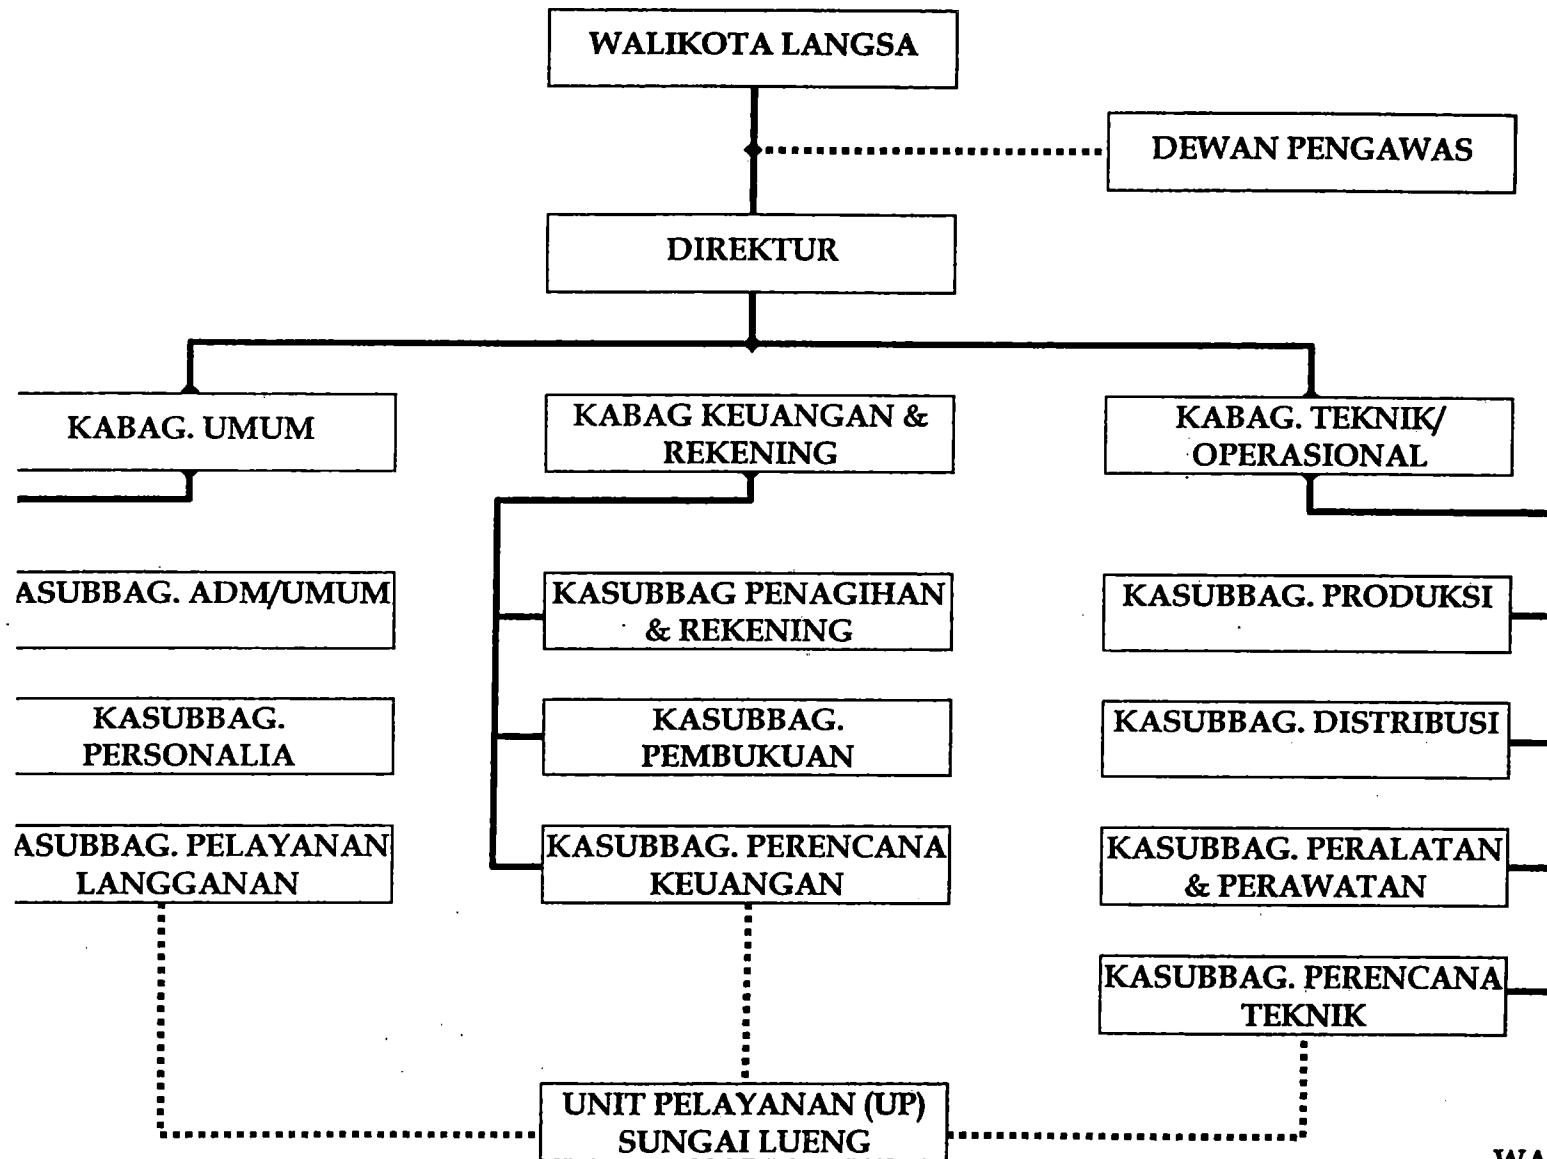 WALIKOTA LANGSA
DEWAN PENGAWAS
DIREKTUR
KABAG. UMUM
KABAG KEUANGAN &
REKENING
KABAG. TEKNIK/
OPERASIONAL
ASUBBAG. ADM/UMUM
KASUBBAG PENAGIHAN
& REKENING
KASUBBAG. PRODUKSI
KASUBBAG.
PERSONALIA
KASUBBAG.
PEMBUKUAN
KASUBBAG. DISTRIBUSI
ASUBBAG. PELAYANAN
LANGGANAN
KASUBBAG. PERENCANA
KEUANGAN
KASUBBAG. PERALATAN
& PERAWATAN
KASUBBAG. PERENCANA
TEKNIK
UNIT PELAYANAN (UP)
SUNGAI LUENG